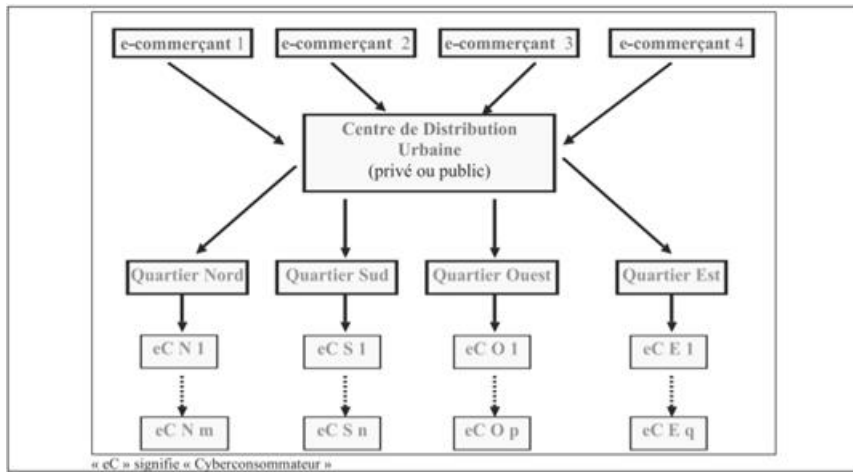 e-commerçant 1
e-commerçant 2
e-commerçant 3
e-commerçant 4
Centre de Distribution
Urbaine
(privé ou public)
Quartier Nord
Quartier Sud
Quartier Ouest
Quartier Est
eC N 1
eC S 1
eC O 1
eC E 1
eC N m
eC S n
eC O p
eC E q
« eC » signifie « Cyberconsommateur »